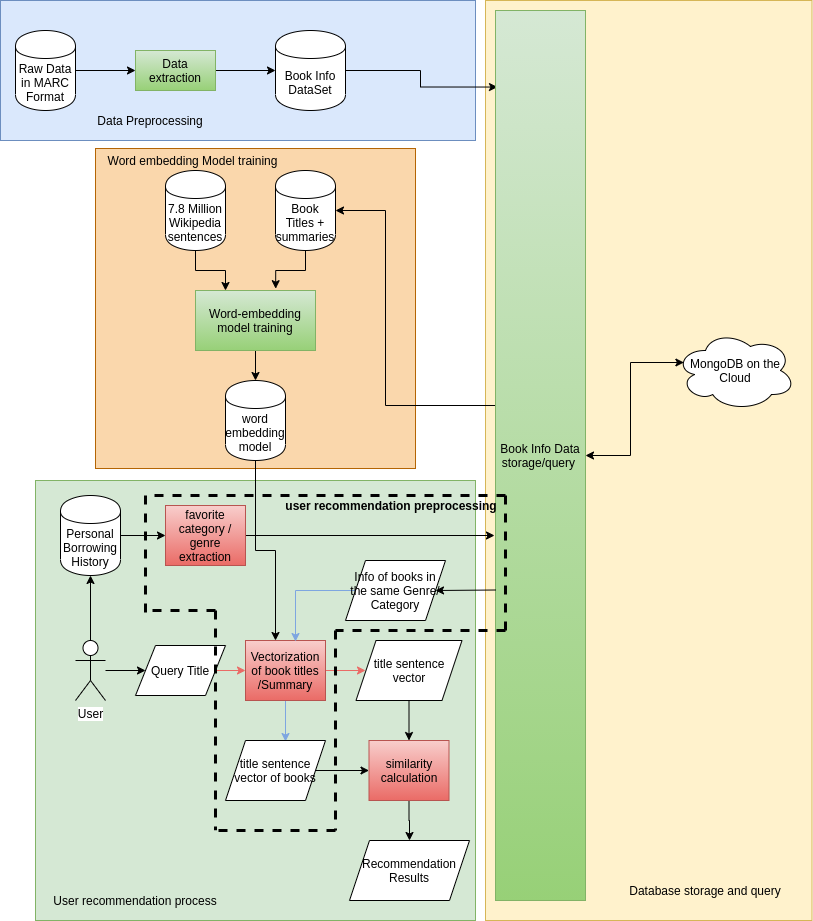 Raw Data
in MARC
Format
Data
extraction
Book Info
DataSet
Data Preprocessing
Word embedding Model training
7.8 Million
Wikipedia
sentences
Book
Titles +
summaries
Word-embedding
model training
word
embedding
model
MongoDB on the
Cloud
Book Info Data
storage/query
user recommendation preprocessing
Personal
Borrowing
History
favorite
category /
genre
extraction
Info of books in
the same Genre/
Category
User
Query Title
Vectorization
of book titles
/Summary
title sentence
vector
title sentence
vector of books
similarity
calculation
Recommendation
Results
User recommendation process
Database storage and query